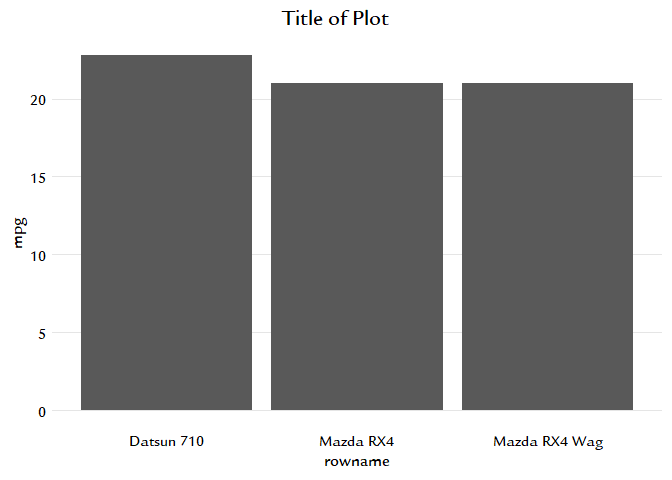 Title of Plot
mpg
20
15
10
5
0
Datsun 710
Mazda RX4
Mazda RX4 Wag
rowname